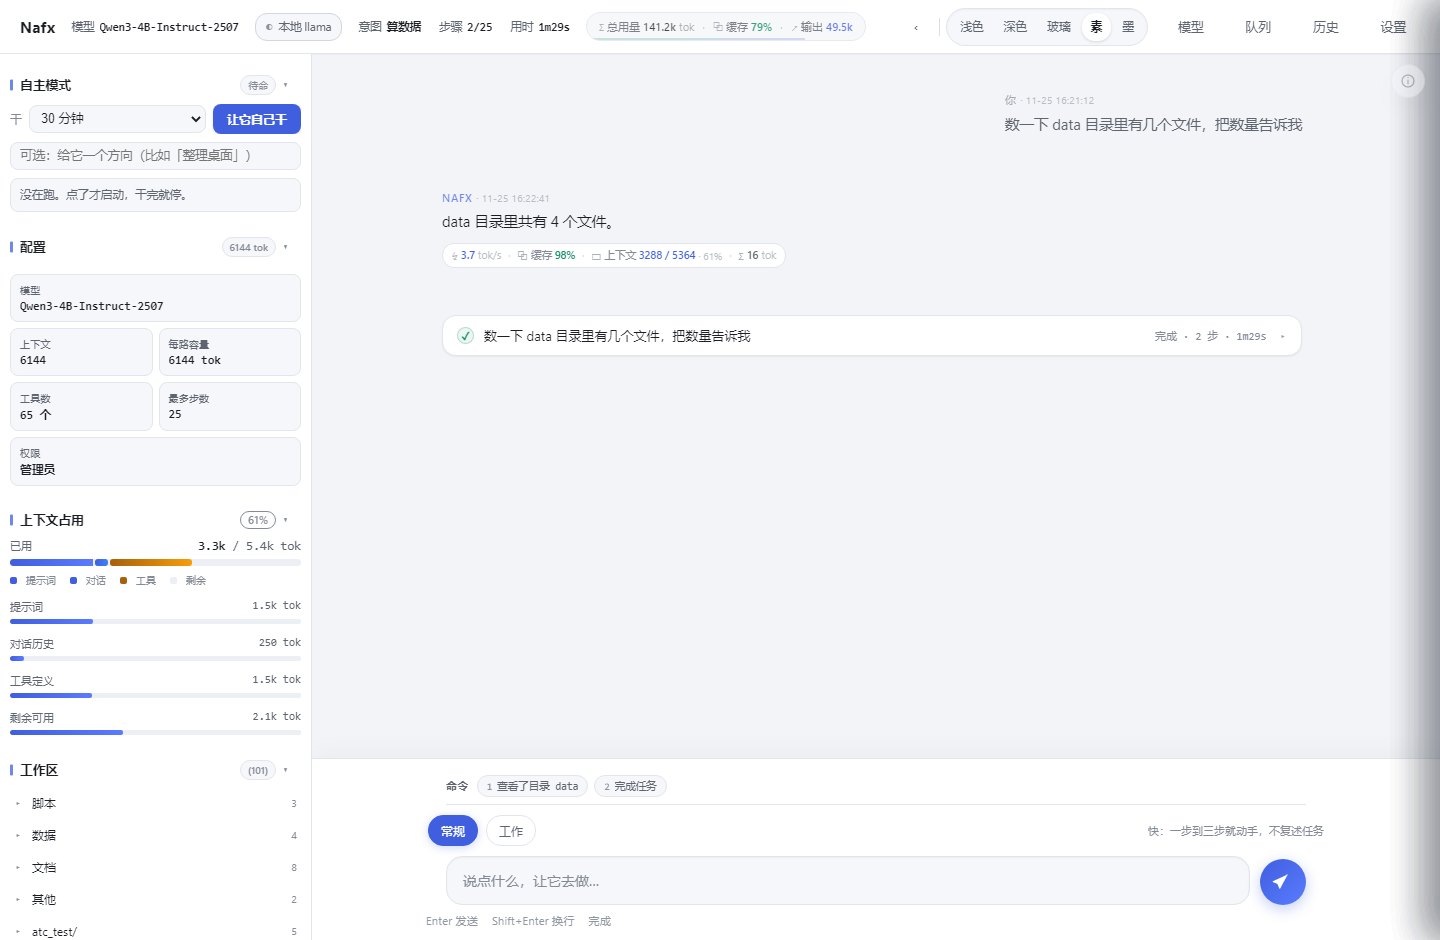 Nafx 模型 Qwen3-4B-Instruct-2507 本地 llama 意图 算数据 步骤 2/25 用时 1m29s Σ 总用量 141.2k tok · 缓存 79% · 输出 49.5k ‹ 浅色 深色 玻璃 素 墨 模型 队列 历史 设置
自主模式 待命
干 30 分钟 让它自己干
可选：给它一个方向（比如「整理桌面」）
没在跑。点了才启动，干完就停。
配置 6144 tok
模型
Qwen3-4B-Instruct-2507
上下文
6144
每路容量
6144 tok
工具数
65 个
最多步数
25
权限
管理员
上下文占用 61%
已用 3.3k / 5.4k tok
提示词 对话 工具 剩余
提示词 1.5k tok
对话历史 250 tok
工具定义 1.5k tok
剩余可用 2.1k tok
工作区 (101)
脚本 3
数据 4
文档 8
其他 2
atc_test/ 5
你 · 11-25 16:21:12
数一下 data 目录里有几个文件，把数量告诉我
NAFX · 11-25 16:22:41
data 目录里共有 4 个文件。
3.7 tok/s · 缓存 98% · 上下文 3288 / 5364 · 61% · Σ 16 tok
数一下 data 目录里有几个文件，把数量告诉我 完成 · 2 步 · 1m29s
命令 1 查看了目录 data 2 完成任务
常规 工作 快：一步到三步就动手，不复述任务
说点什么，让它去做...
Enter 发送 Shift+Enter 换行 完成